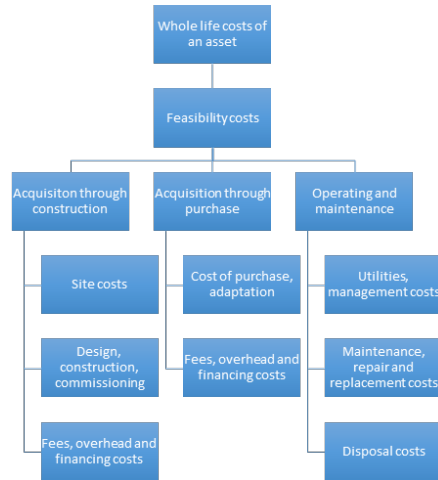 Whole life costs of
an asset
Feasibility costs
Acquisiton through
construction
Acquisition through
purchase
Operating and
maintenance
Site costs
Cost of purchase,
adaptation
Utilities,
management costs
Design,
construction,
commissioning
Fees, overhead and
financing costs
Maintenance,
repair and
replacement costs
Fees, overhead and
financing costs
Disposal costs